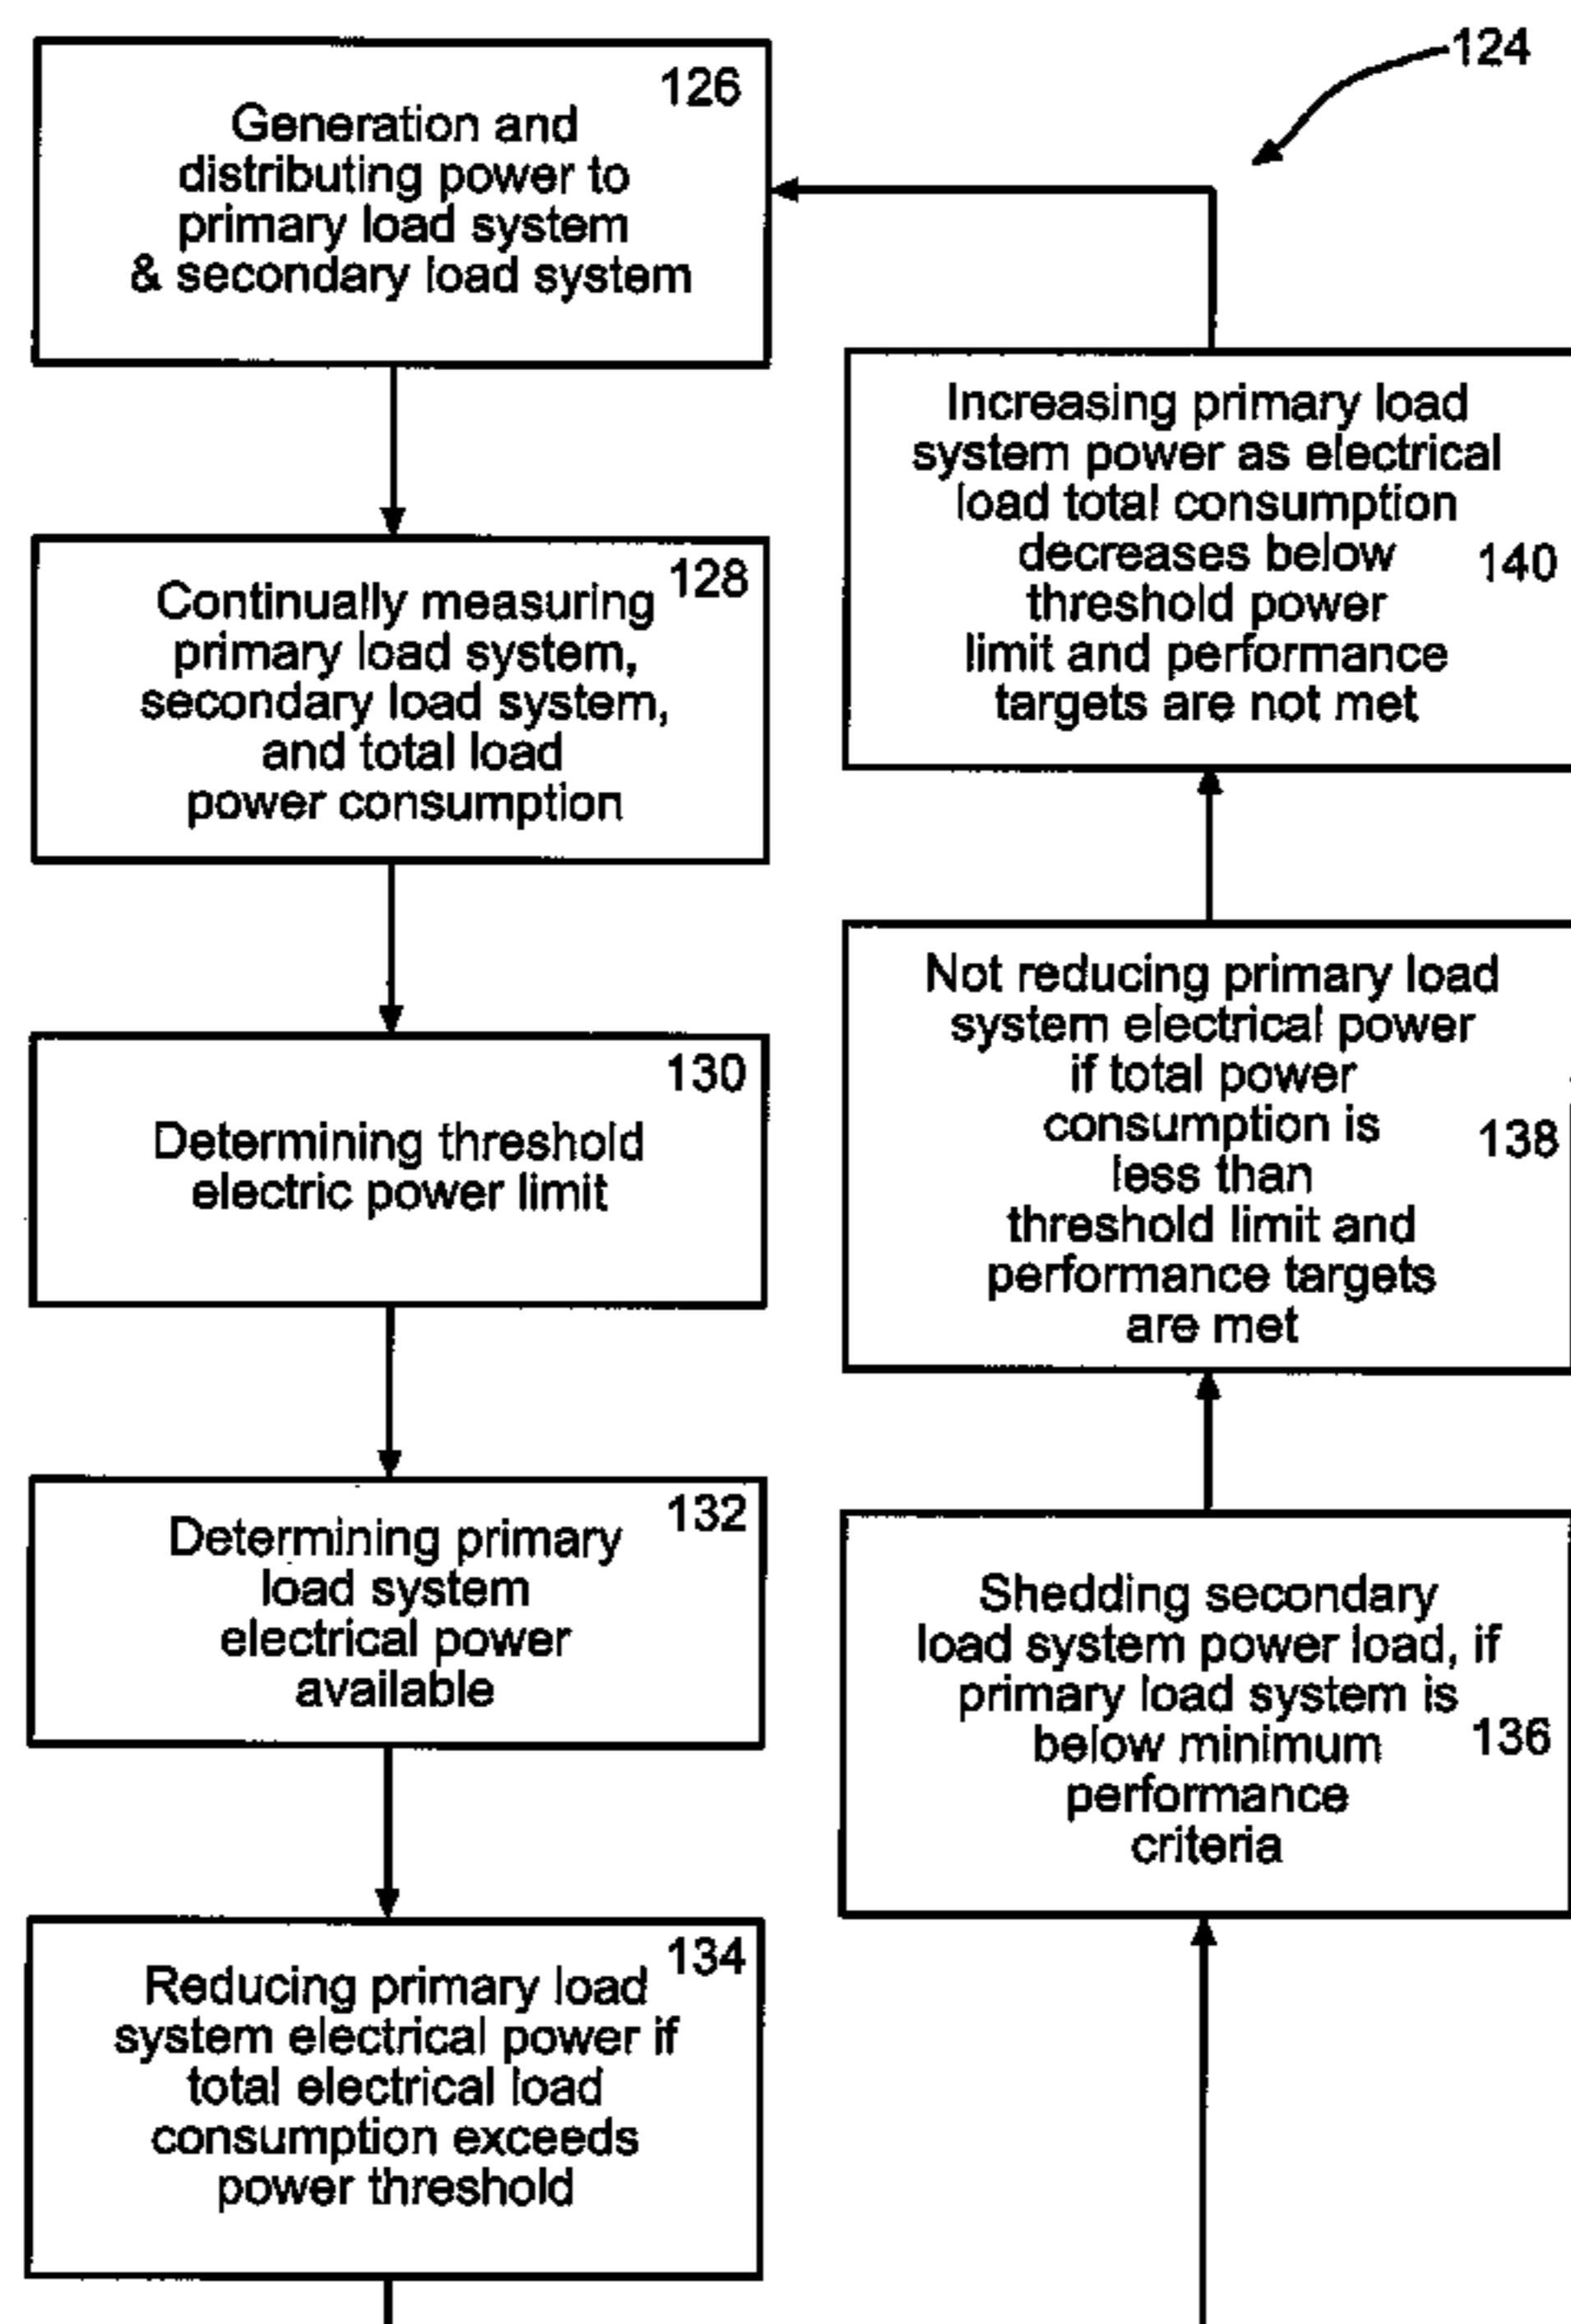 124
126
Generation and
distributing power to
primary load system
& secondary load system
128
Continually measuring
primary load system,
secondary load system,
and total load
power consumption
130
Determining threshold
electric power limit
132
Determining primary
load system
electrical power
available
134
Reducing primary load
system electrical power if
total electrical load
consumption exceeds
power threshold
Shedding secondary
load system power load, if
primary load system is
below minimum
136
performance
criteria
Not reducing primary load
system electrical power
if total power
consumption is
138
less than
threshold limit and
performance targets
are met
Increasing primary load
system power as electrical
load total consumption
decreases below
140
threshold power
limit and performance
targets are not met